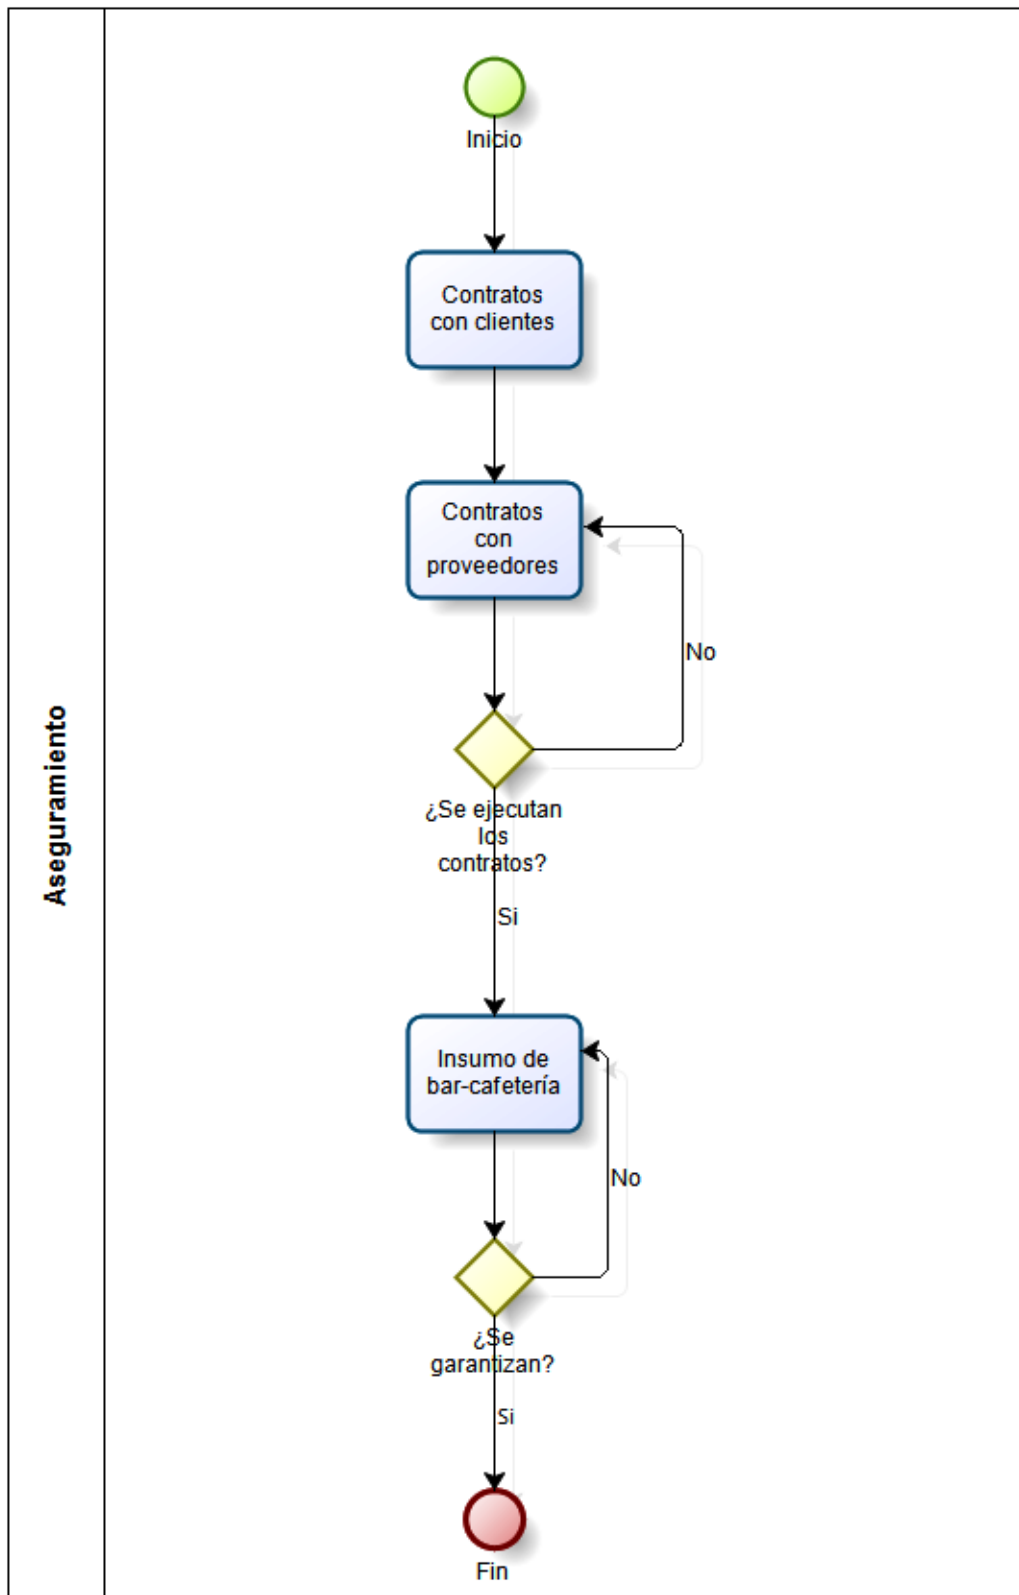 Inicio
Contratos
con clientes
Contratos
con
proveedores
No
¿Se ejecutan
los
contratos?
Si
Aseguramiento
Insumo de
bar-cafetería
No
¿Se
garantizan?
Si
Fin